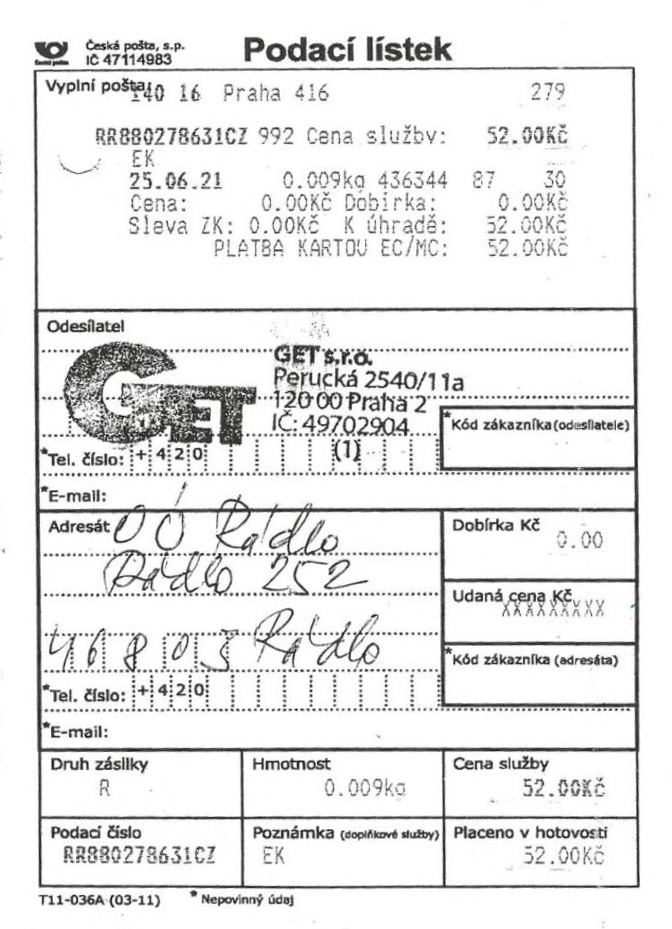 Česká pošta, s.p.
IČ 47114983
Podací lístek
Vyplní pošta
140 16 Praha 416 279
RR880278631CZ 992 Cena služby: 52.00Kč
EK
25.06.21 0.009kg 436344 87 30
Cena: 0.00Kč Dobírka: 0.00Kč
Sleva ZK: 0.00Kč K úhradě: 52.00Kč
PLATBA KARTOU EC/MC: 52.00Kč
Odesílatel
GET
GET s.r.o.
Perucká 2540/11a
120 00 Praha 2
IČ: 49702904
(1)
*Kód zákazníka (odesílatele)
*Tel. číslo: +420
*E-mail:
Adresát OÚ Rádlo
Rádlo 252
46803 Rádlo
Dobírka Kč
0.00
Udaná cena Kč
XXXXXXXXX
*Kód zákazníka (adresáta)
*Tel. číslo: +420
*E-mail:
Druh zásilky Hmotnost Cena služby
R 0.009kg 52.00Kč
Podací číslo Poznámka (doplňkové služby) Placeno v hotovosti
RR880278631CZ EK 52.00Kč
T11-036A (03-11) * Nepovinný údaj